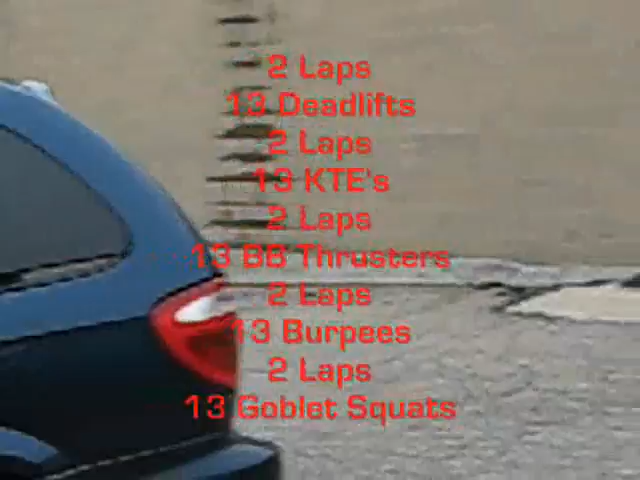 2 Laps
13 Deadlifts
2 Laps
13 KTE's
2 Laps
13 BB Thrusters
2 Laps
13 Burpees
2 Laps
13 Goblet Squats